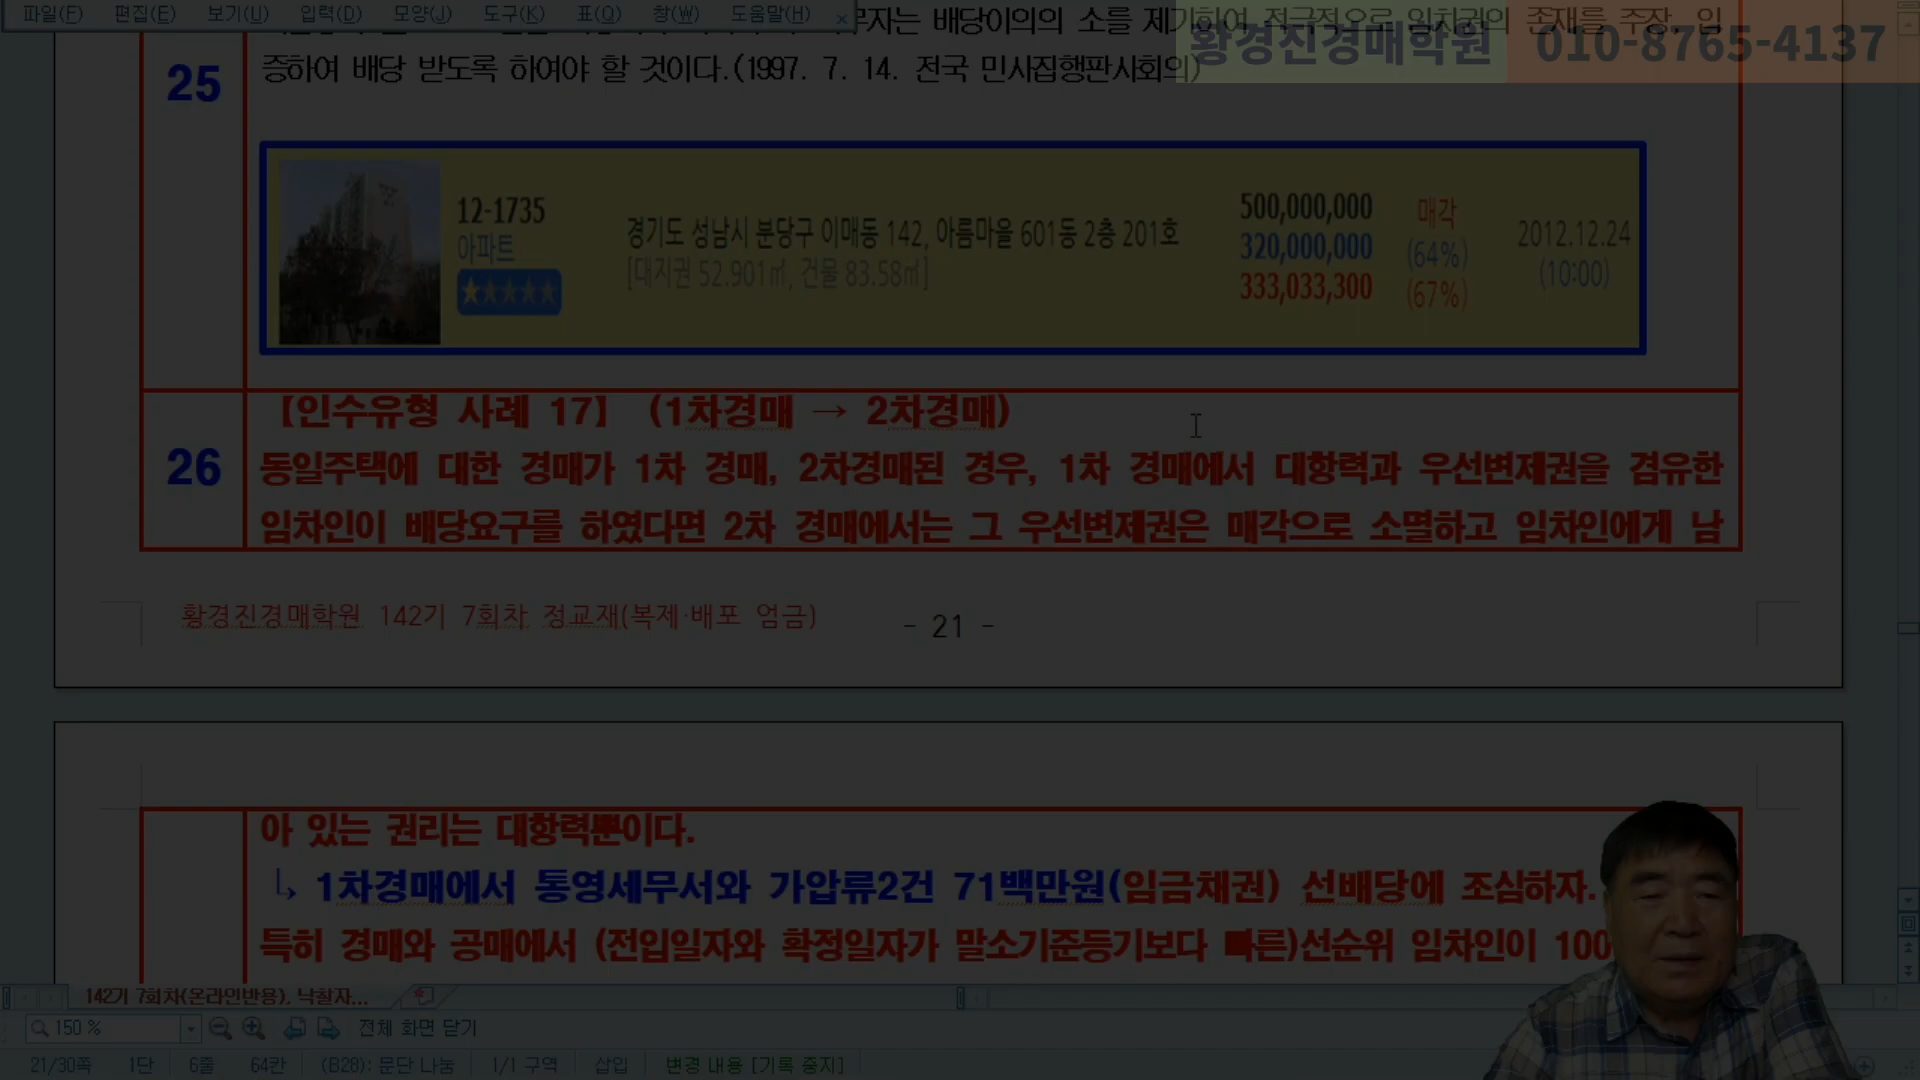 파일(F) 편집(E) 보기(U) 입력(D) 모양(J) 도구(K) 표(Q) 창(W) 도움말(H) ×
자는 배당이의의 소를 제기하여 적극적으로 임차권의 존재를 주장, 입
황경진경매학원 010-8765-4137
25
증하여 배당 받도록 하여야 할 것이다.(1997. 7. 14. 전국 민사집행판사회의)
12-1735
아파트
경기도 성남시 분당구 이매동 142, 아름마을 601동 2층 201호
[대지권 52.901㎡, 건물 83.58㎡]
500,000,000 매각
320,000,000 (64%)
333,033,300 (67%)
2012.12.24
(10:00)
26
【인수유형 사례 17】 (1차경매 → 2차경매)
동일주택에 대한 경매가 1차 경매, 2차경매된 경우, 1차 경매에서 대항력과 우선변제권을 겸유한
임차인이 배당요구를 하였다면 2차 경매에서는 그 우선변제권은 매각으로 소멸하고 임차인에게 남
황경진경매학원 142기 7회차 정교재(복제·배포 엄금)
- 21 -
아 있는 권리는 대항력뿐이다.
↳ 1차경매에서 통영세무서와 가압류2건 71백만원(임금채권) 선배당에 조심하자.
특히 경매와 공매에서 (전입일자와 확정일자가 말소기준등기보다 빠른)선순위 임차인이 100
142기 7회차(온라인반용), 낙찰자...
150 % 전체 화면 닫기
21/30쪽 1단 6줄 64칸 (B28): 문단 나눔 1/1 구역 삽입 변경 내용 [기록 중지]